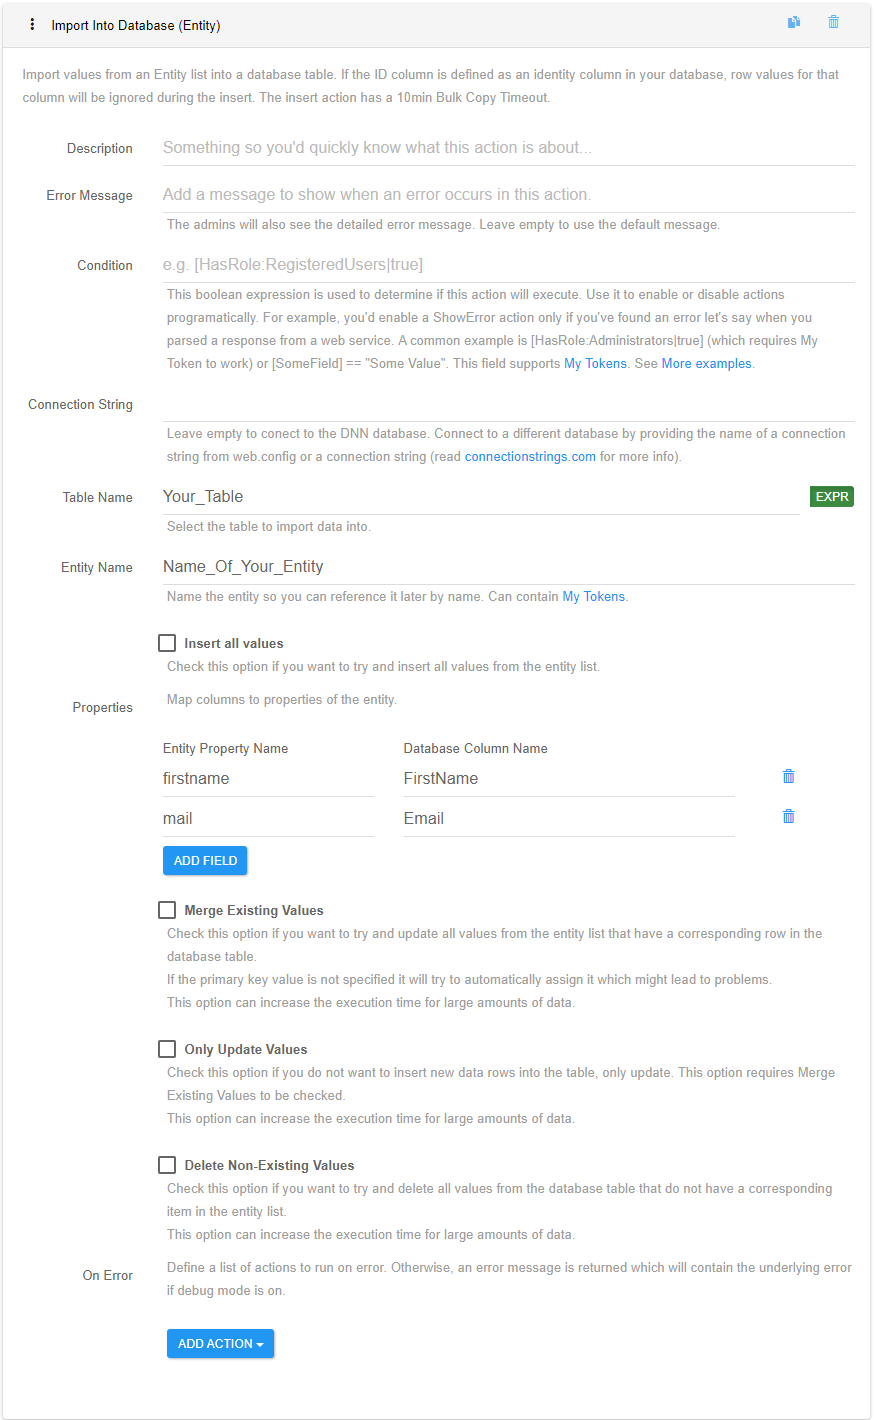 Import Into Database (Entity)
Import values from an Entity list into a database table. If the ID column is defined as an identity column in your database, row values for that
column will be ignored during the insert. The insert action has a 10min Bulk Copy Timeout.
Description
Something so you'd quickly know what this action is about...
Error Message
Add a message to show when an error occurs in this action.
The admins will also see the detailed error message. Leave empty to use the default message.
Condition
e.g. [HasRole:RegisteredUsers|true]
This boolean expression is used to determine if this action will execute. Use it to enable or disable actions
programatically. For example, you'd enable a ShowError action only if you've found an error let's say when you
parsed a response from a web service. A common example is [HasRole:Administrators|true] (which requires My
Token to work) or [SomeField] == "Some Value". This field supports My Tokens. See More examples.
Connection String
Leave empty to conect to the DNN database. Connect to a different database by providing the name of a connection
string from web.config or a connection string (read connectionstrings.com for more info).
Table Name
Your_Table
EXPR
Select the table to import data into.
Entity Name
Name_Of_Your_Entity
Name the entity so you can reference it later by name. Can contain My Tokens.
Insert all values
Check this option if you want to try and insert all values from the entity list.
Properties
Map columns to properties of the entity.
Entity Property Name
Database Column Name
firstname
FirstName
mail
Email
ADD FIELD
Merge Existing Values
Check this option if you want to try and update all values from the entity list that have a corresponding row in the
database table.
If the primary key value is not specified it will try to automatically assign it which might lead to problems.
This option can increase the execution time for large amounts of data.
Only Update Values
Check this option if you do not want to insert new data rows into the table, only update. This option requires Merge
Existing Values to be checked.
This option can increase the execution time for large amounts of data.
Delete Non-Existing Values
Check this option if you want to try and delete all values from the database table that do not have a corresponding
item in the entity list.
This option can increase the execution time for large amounts of data.
On Error
Define a list of actions to run on error. Otherwise, an error message is returned which will contain the underlying error
if debug mode is on.
ADD ACTION